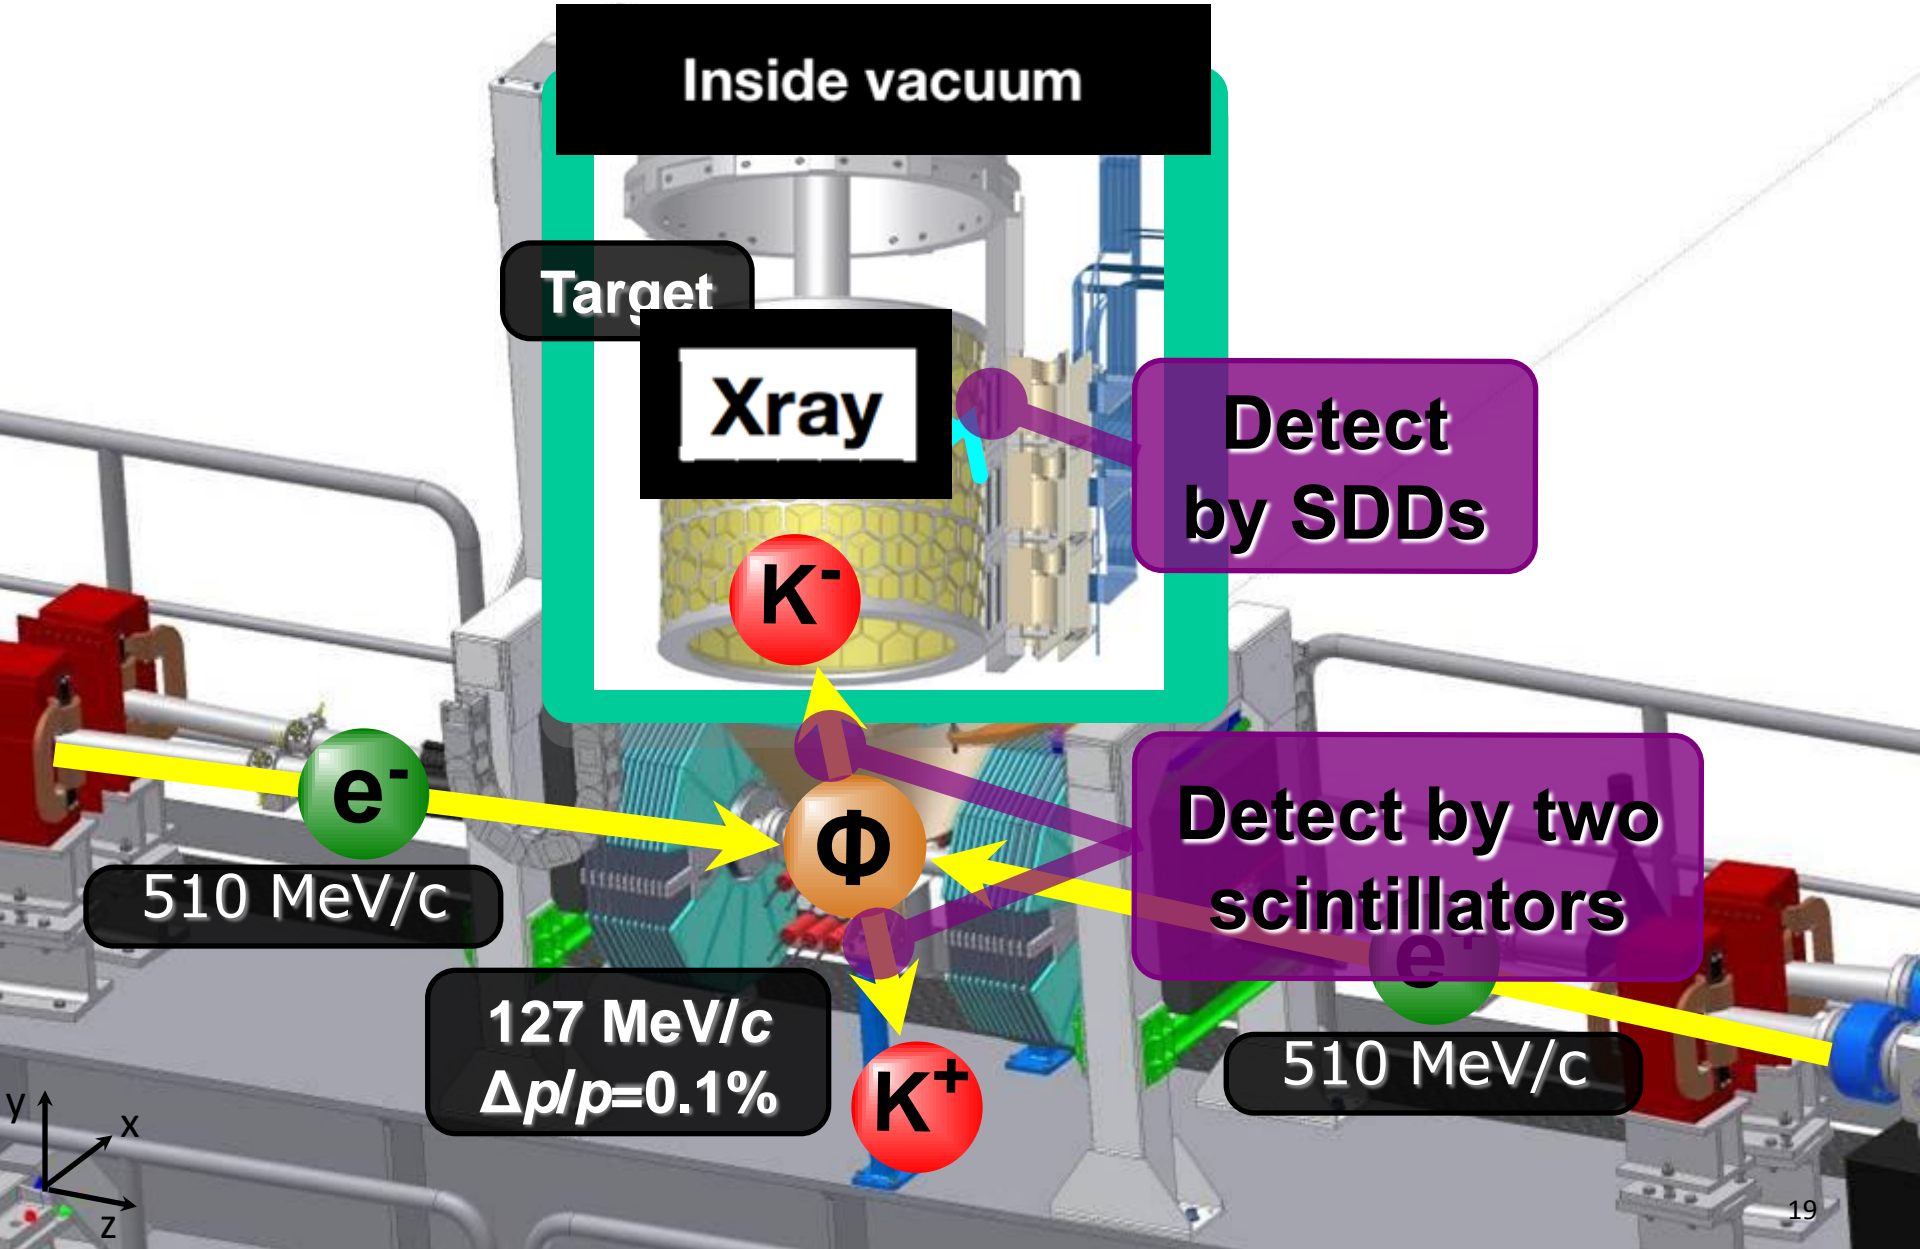 Inside vacuum
Target
Xray
Detect
by SDDs
K-
e-
Φ
Detect by two
scintillators
e+
510 MeV/c
127 MeV/c
Δp/p=0.1%
K+
510 MeV/c
y
x
z
19